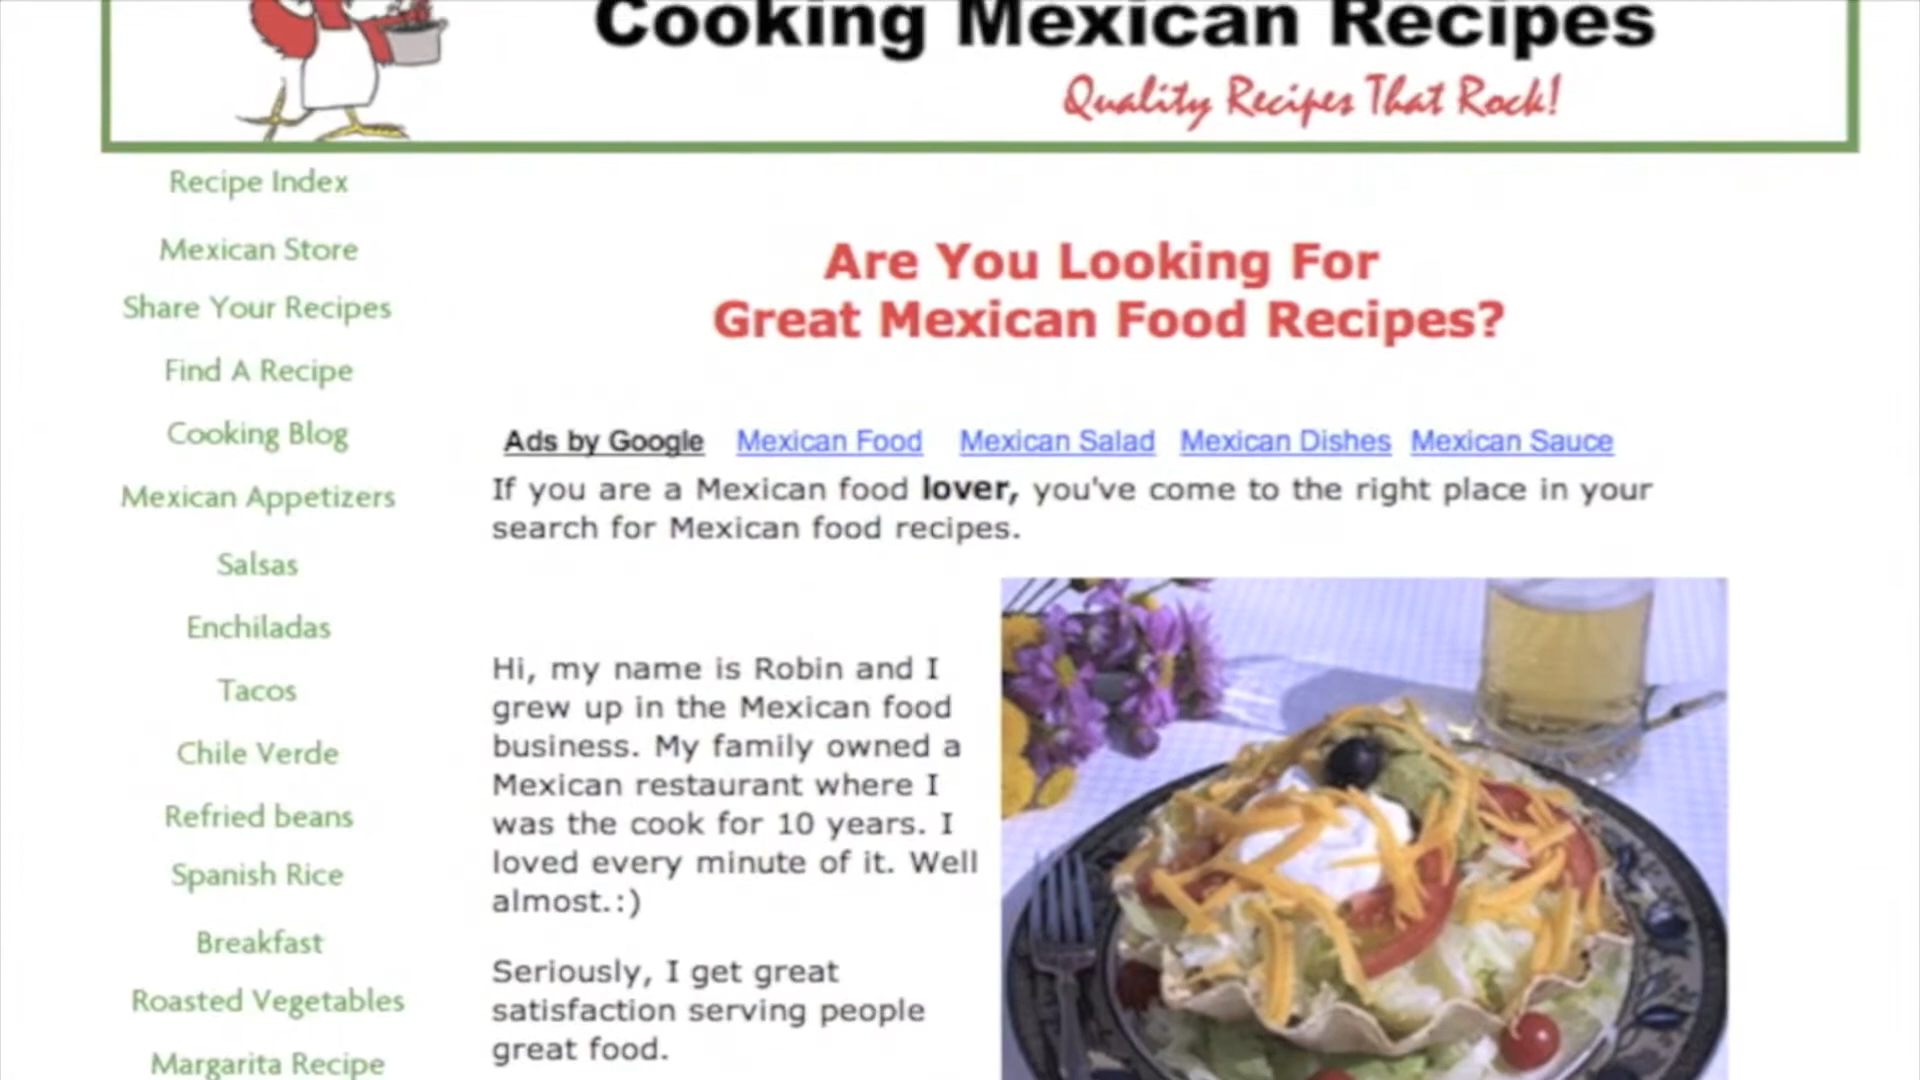 Cooking Mexican Recipes
Quality Recipes That Rock!
Recipe Index
Mexican Store
Share Your Recipes
Find A Recipe
Cooking Blog
Mexican Appetizers
Salsas
Enchiladas
Tacos
Chile Verde
Refried beans
Spanish Rice
Breakfast
Roasted Vegetables
Margarita Recipe
Are You Looking For
Great Mexican Food Recipes?
Ads by Google Mexican Food Mexican Salad Mexican Dishes Mexican Sauce
If you are a Mexican food lover, you've come to the right place in your
search for Mexican food recipes.
Hi, my name is Robin and I
grew up in the Mexican food
business. My family owned a
Mexican restaurant where I
was the cook for 10 years. I
loved every minute of it. Well
almost.:)
Seriously, I get great
satisfaction serving people
great food.